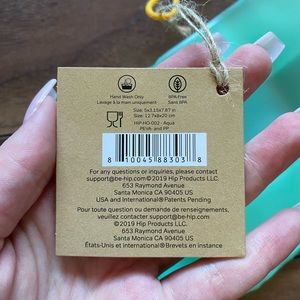 Hand Wash Only
Lavage à la main uniquement
BPA-Free
Sans BPA
Size: 5x3.15x7.87 in
Size: 12.7x8x20 cm
HIP-HO-002 - Aqua
PEVA and PP
8 10045 88303 8
For any questions or inquiries, please contact
support@be-hip.com©2019 Hip Products LLC.
653 Raymond Avenue
Santa Monica CA 90405 US
USA and International®Patents Pending
Pour toute question ou demande de renseignements,
veuillez contacter.support@be-hip.com
©2019 Hip Products LLC.
653 Raymond Avenue
Santa Monica CA 90405 US
États-Unis et international®Brevets en instance